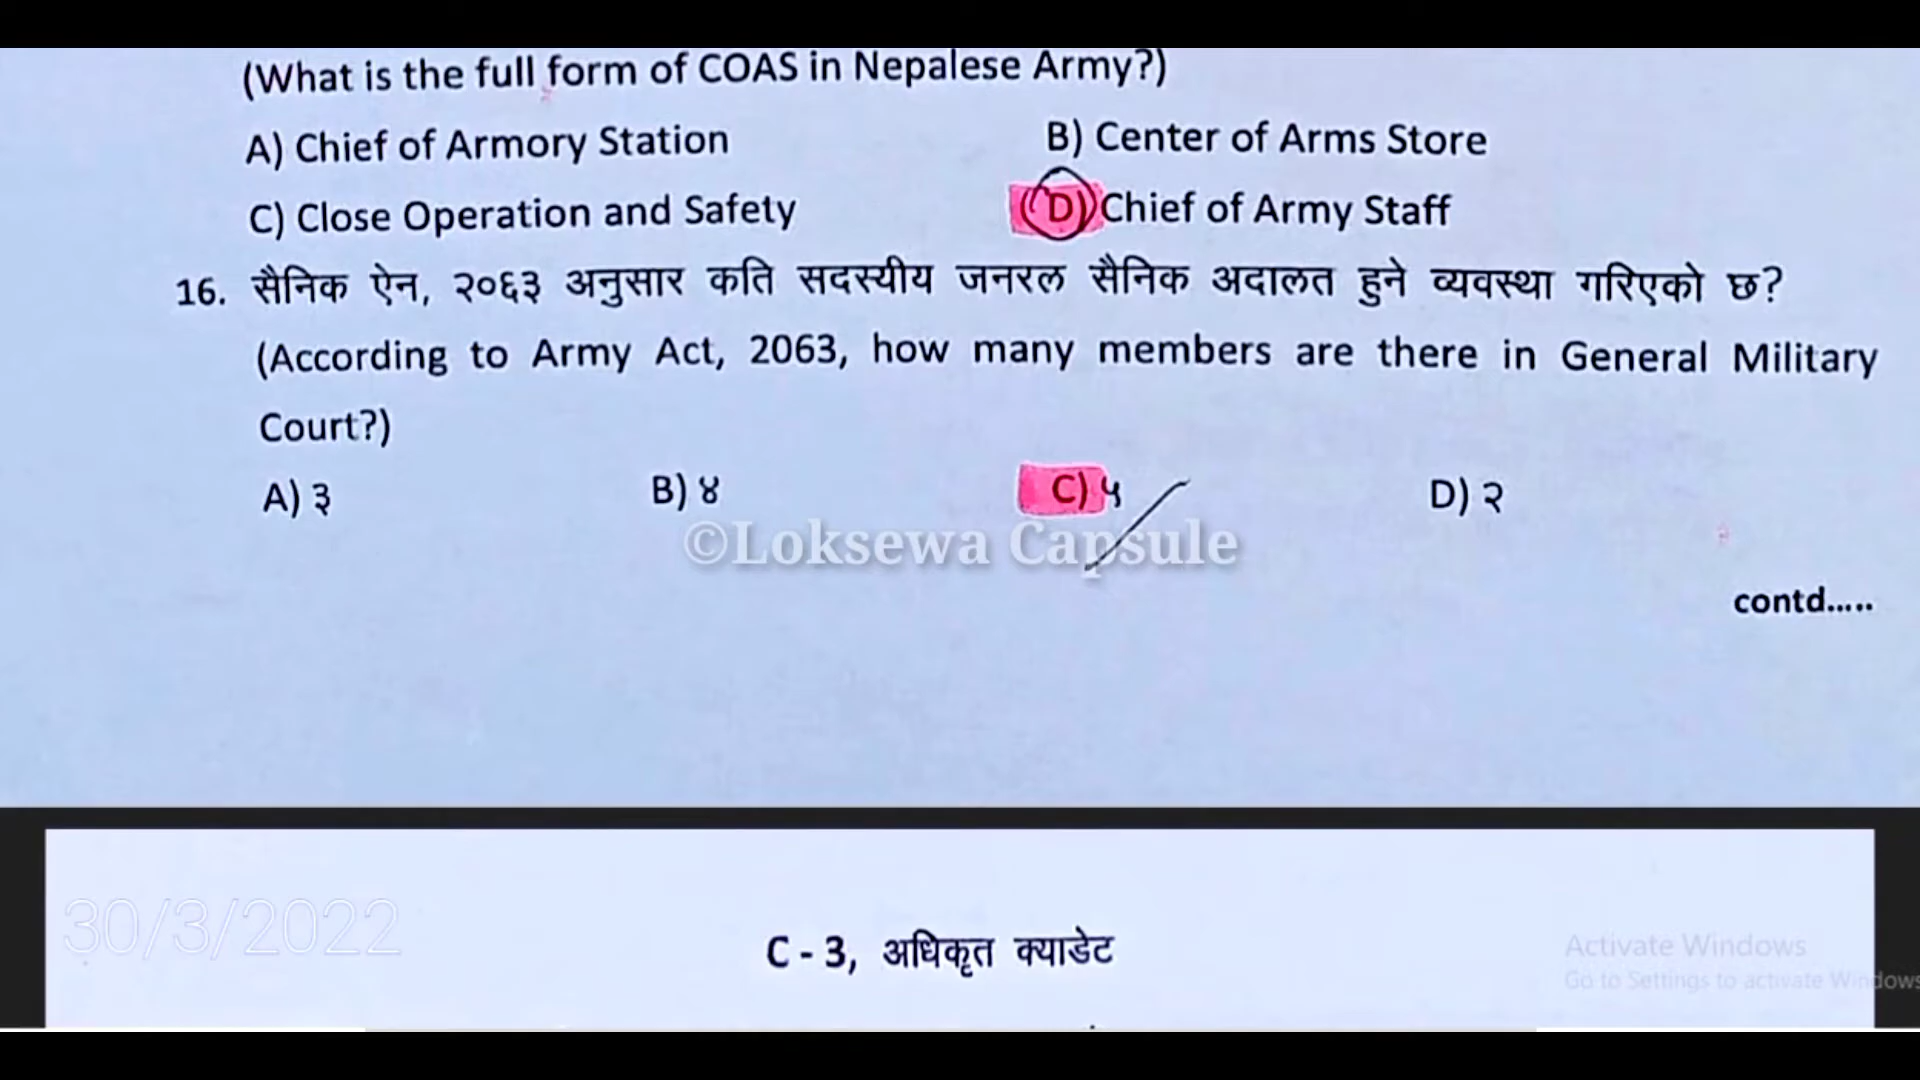 (What is the full form of COAS in Nepalese Army?)
A) Chief of Armory Station B) Center of Arms Store
C) Close Operation and Safety D) Chief of Army Staff
16. सैनिक ऐन, २०६३ अनुसार कति सदस्यीय जनरल सैनिक अदालत हुने व्यवस्था गरिएको छ?
(According to Army Act, 2063, how many members are there in General Military
Court?)
A) ३ B) ४ C) ५ D) २
©Loksewa Capsule
contd.....
30/3/2022
C - 3, अधिकृत क्याडेट
Activate Windows
Go to Settings to activate Windows